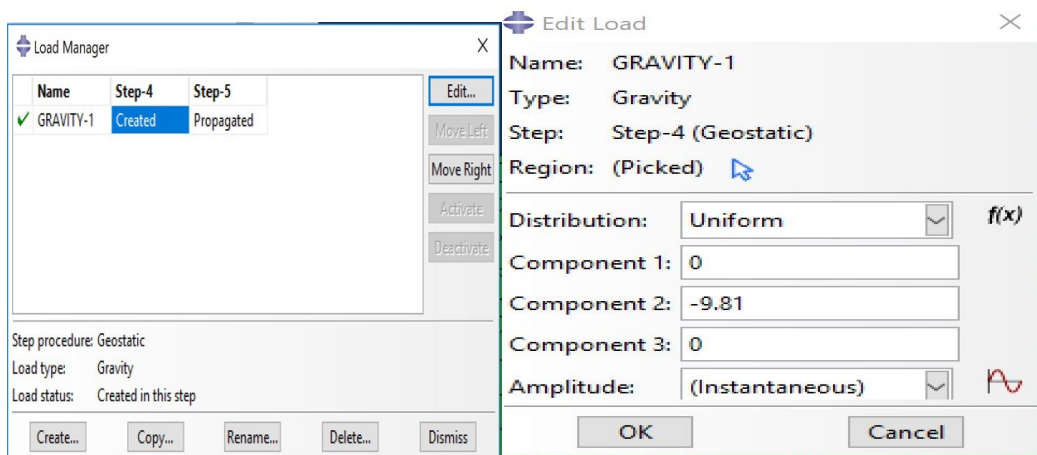 Load Manager
X
Name Step-4 Step-5
GRAVITY-1 Created Propagated
Edit...
Move Left
Move Right
Activate
Deactivate
Step procedure: Geostatic
Load type: Gravity
Load status: Created in this step
Create... Copy... Rename... Delete... Dismiss
Edit Load
Name: GRAVITY-1
Type: Gravity
Step: Step-4 (Geostatic)
Region: (Picked)
Distribution: Uniform f(x)
Component 1: 0
Component 2: -9.81
Component 3: 0
Amplitude: (Instantaneous)
OK Cancel